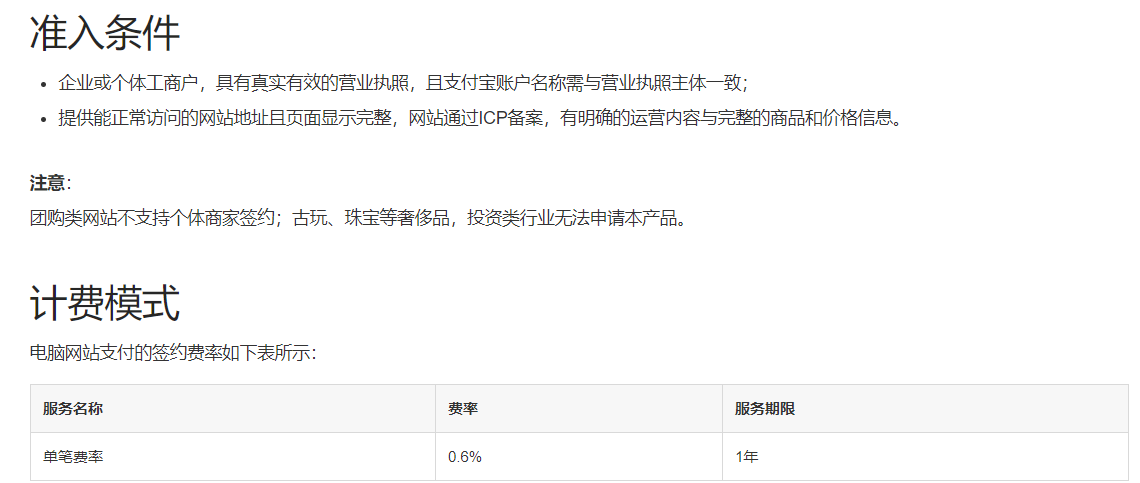 准入条件
企业或个体工商户，具有真实有效的营业执照，且支付宝账户名称需与营业执照主体一致；
提供能正常访问的网站地址且页面显示完整，网站通过ICP备案，有明确的运营内容与完整的商品和价格信息。
注意：
团购类网站不支持个体商家签约；古玩、珠宝等奢侈品，投资类行业无法申请本产品。
计费模式
电脑网站支付的签约费率如下表所示：
服务名称 费率 服务期限
单笔费率 0.6% 1年